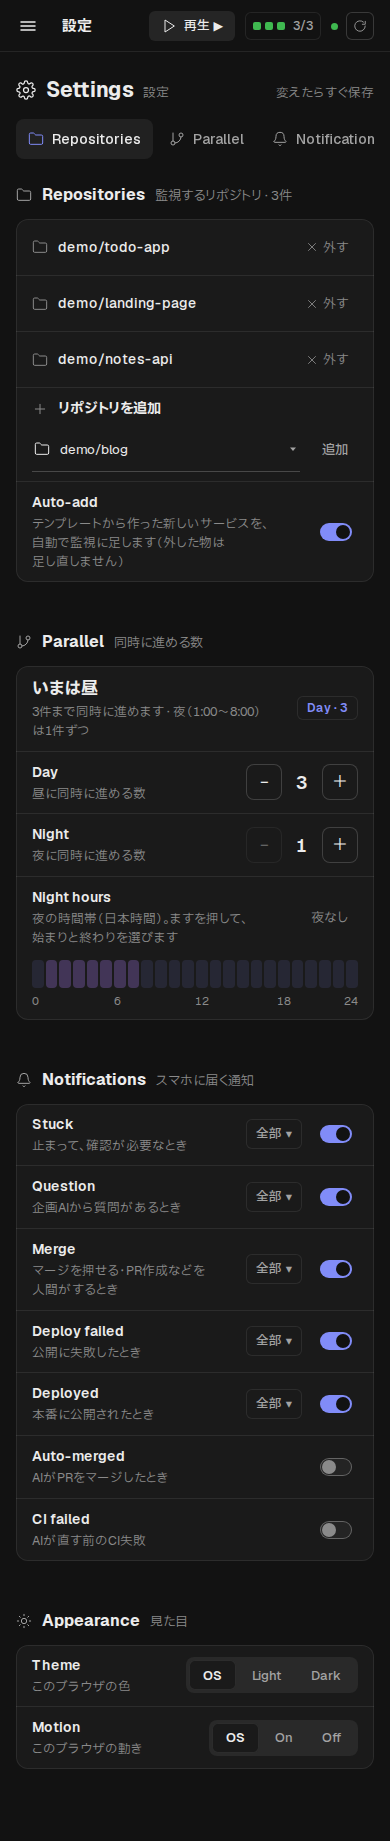 設定
再生 ▶
3/3
Settings 設定
変えたらすぐ保存
Repositories
Parallel
Notification
Repositories 監視するリポジトリ · 3件
demo/todo-app
× 外す
demo/landing-page
× 外す
demo/notes-api
× 外す
+ リポジトリを追加
demo/blog
追加
Auto-add
テンプレートから作った新しいサービスを、
自動で監視に足します（外した物は
足し直しません）
Parallel 同時に進める数
いまは昼
3件まで同時に進めます · 夜（1:00〜8:00）
は1件ずつ
Day · 3
Day
昼に同時に進める数
− 3 +
Night
夜に同時に進める数
− 1 +
Night hours
夜の時間帯（日本時間）。ますを押して、
始まりと終わりを選びます
夜なし
0 6 12 18 24
Notifications スマホに届く通知
Stuck
止まって、確認が必要なとき
全部 ▾
Question
企画AIから質問があるとき
全部 ▾
Merge
マージを押せる・PR作成などを
人間がするとき
全部 ▾
Deploy failed
公開に失敗したとき
全部 ▾
Deployed
本番に公開されたとき
全部 ▾
Auto-merged
AIがPRをマージしたとき
CI failed
AIが直す前のCI失敗
Appearance 見た目
Theme
このブラウザの色
OS Light Dark
Motion
このブラウザの動き
OS On Off